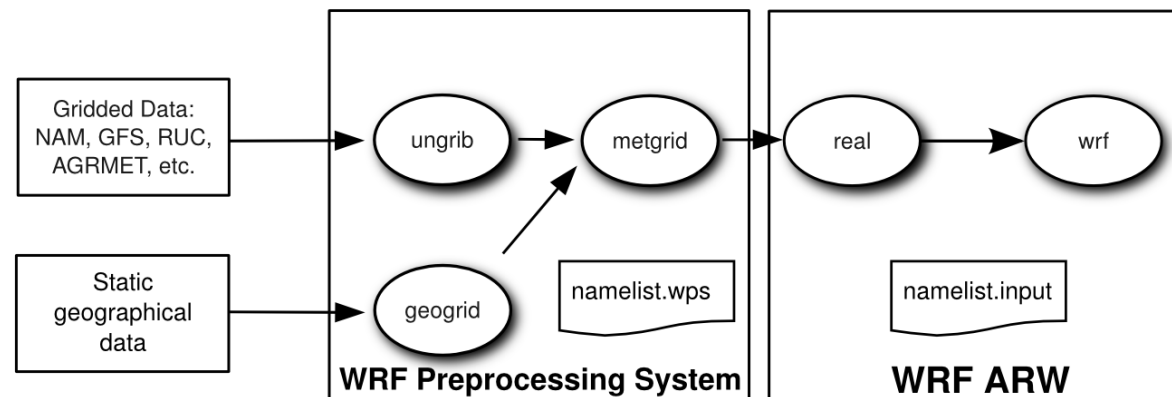 Gridded Data:
NAM, GFS, RUC,
AGRMET, etc.
ungrib
metgrid
real
wrf
Static
geographical
data
geogrid
namelist.wps
namelist.input
WRF Preprocessing System
WRF ARW